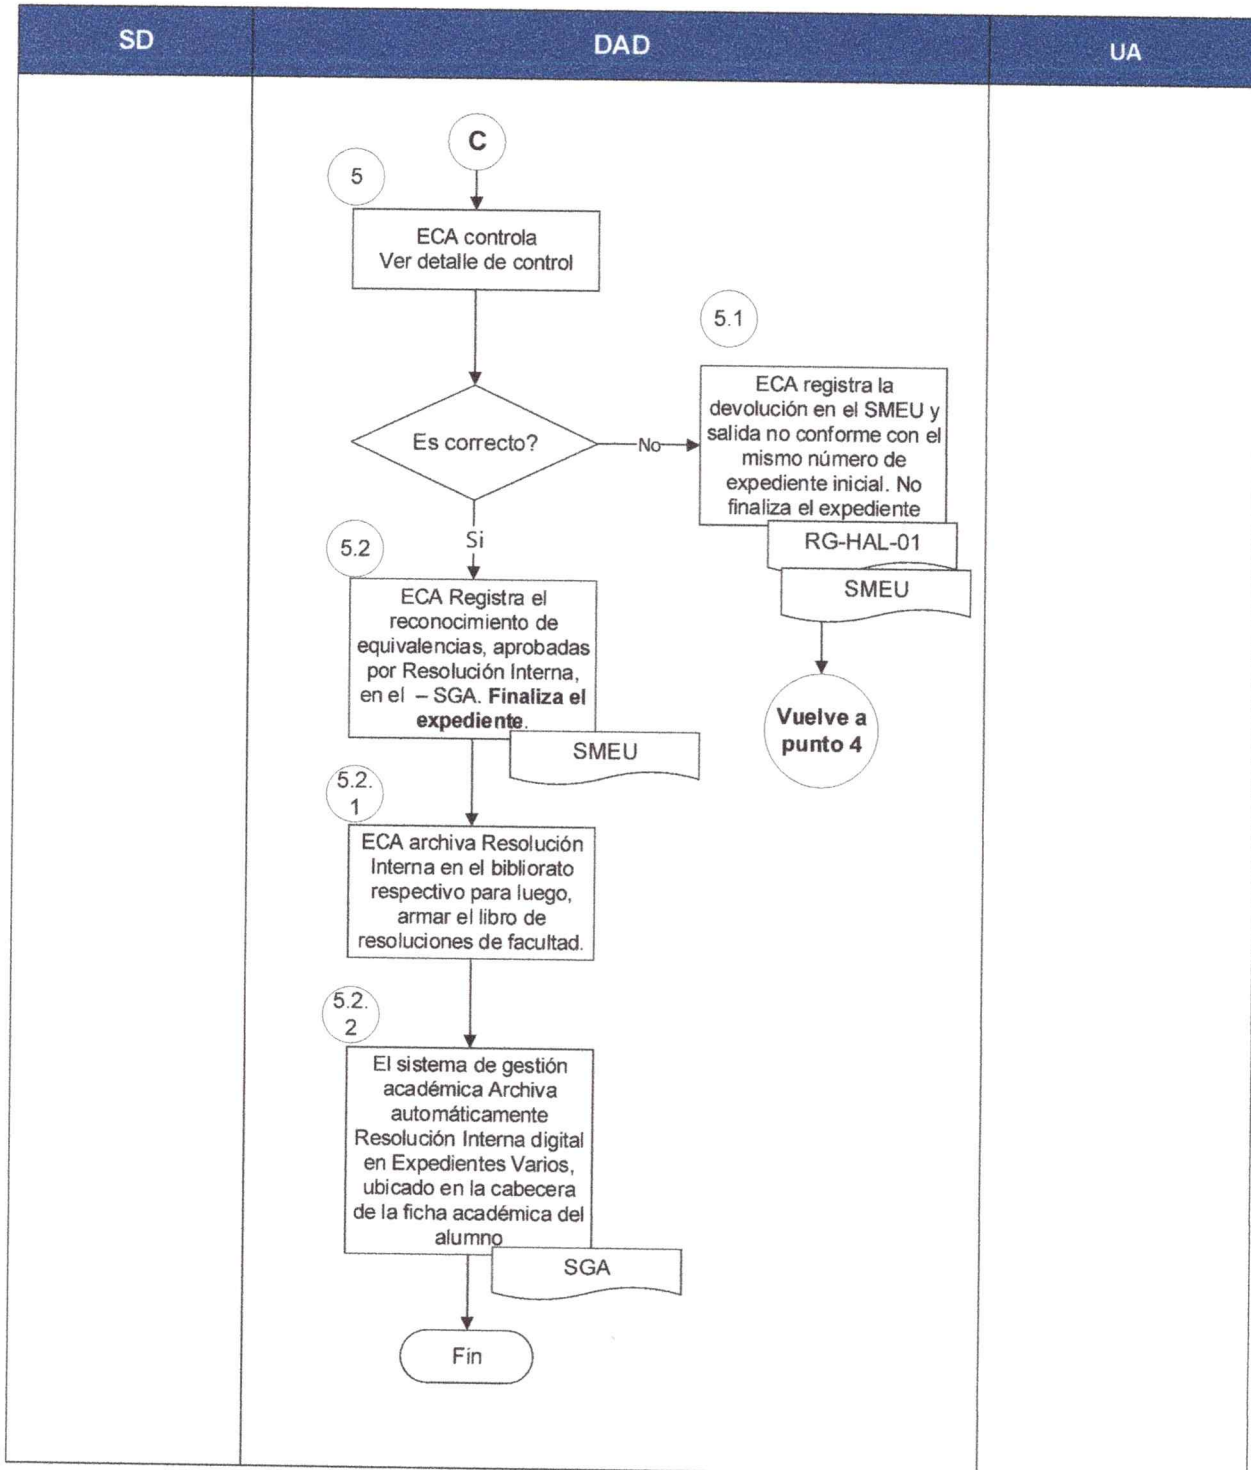 SD
DAD
UA
C
5
ECA controla
Ver detalle de control
5.1
ECA registra la
devolución en el SMEU y
salida no conforme con el
mismo número de
expediente inicial. No
finaliza el expediente
Es correcto?
No
RG-HAL-01
SMEU
Si
5.2
ECA Registra el
reconocimiento de
equivalencias, aprobadas
por Resolución Interna,
en el – SGA. Finaliza el
expediente.
SMEU
Vuelve a
punto 4
5.2.
1
ECA archiva Resolución
Interna en el bibliorato
respectivo para luego,
armar el libro de
resoluciones de facultad.
5.2.
2
El sistema de gestión
académica Archiva
automáticamente
Resolución Interna digital
en Expedientes Varios,
ubicado en la cabecera
de la ficha académica del
alumno
SGA
Fin